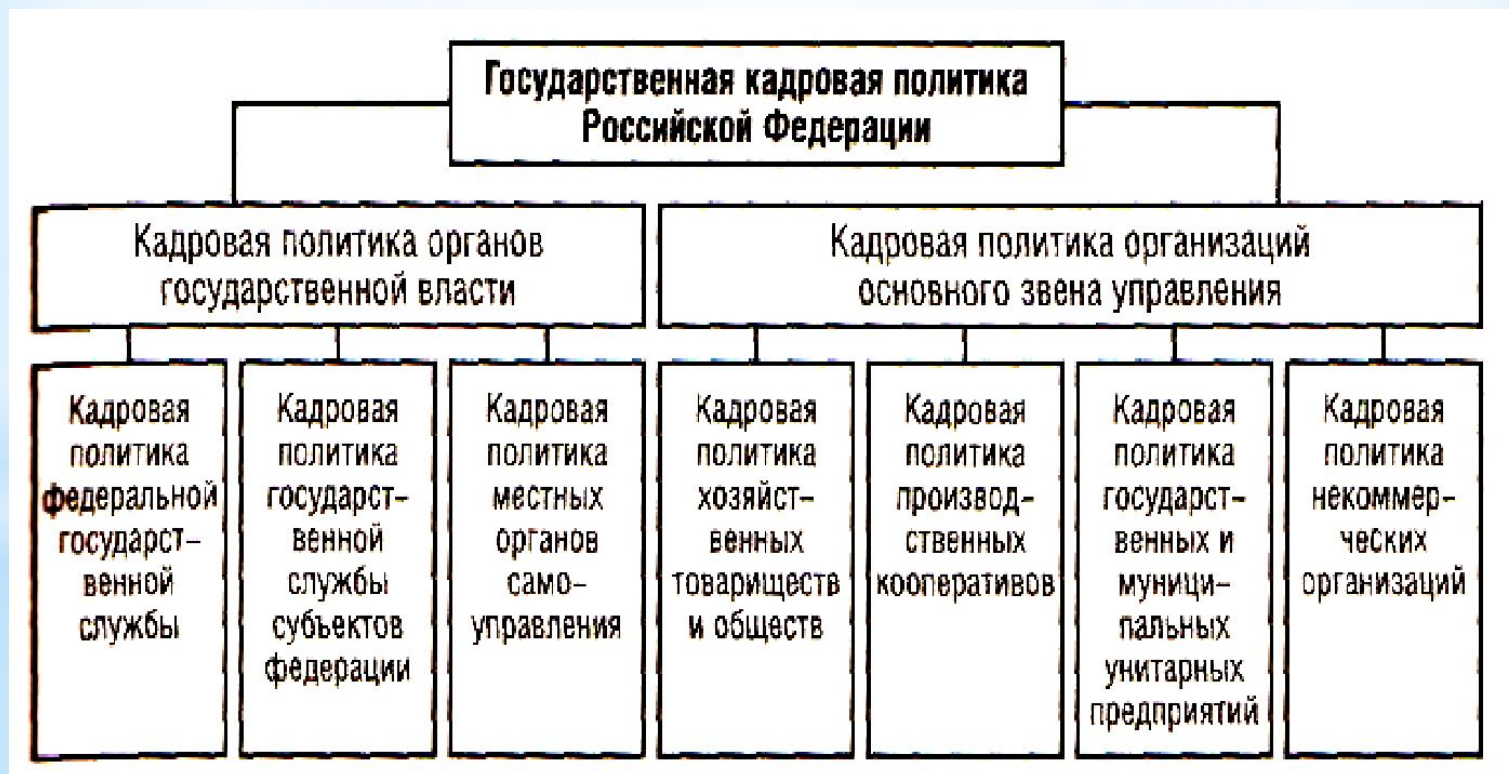 Государственная кадровая политика
Российской Федерации
Кадровая политика органов
государственной власти
Кадровая политика организаций
основного звена управления
Кадровая
политика
федеральной
государст-
венной
службы
Кадровая
политика
государст-
венной
службы
субъектов
федерации
Кадровая
политика
местных
органов
само-
управления
Кадровая
политика
хозяйст-
венных
товариществ
и обществ
Кадровая
политика
производ-
ственных
кооперативов
Кадровая
политика
государст-
венных и
муници-
пальных
унитарных
предприятий
Кадровая
политика
некоммер-
ческих
организаций